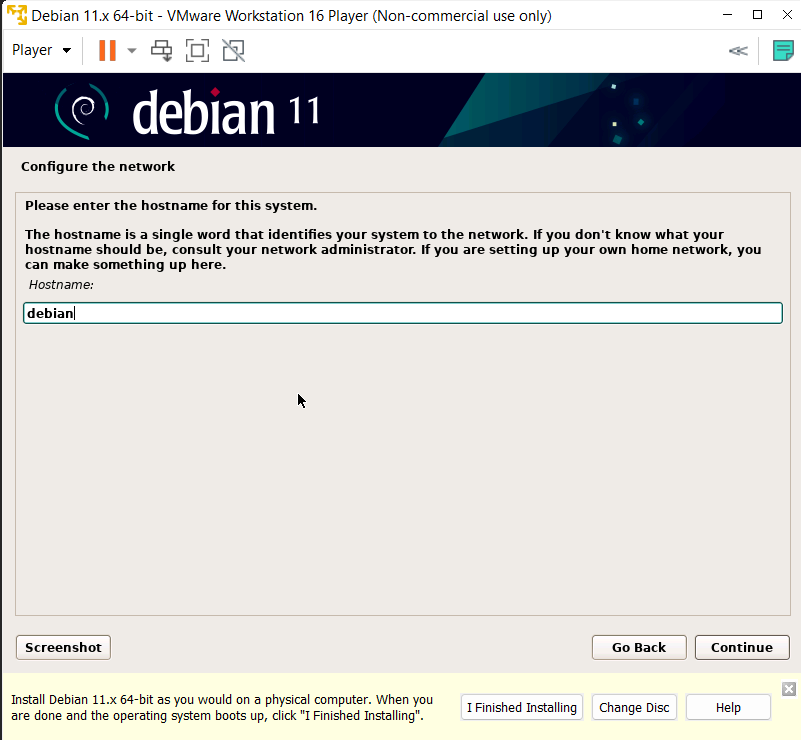 Debian 11.x 64-bit - VMware Workstation 16 Player (Non-commercial use only)
Player
debian 11
Configure the network
Please enter the hostname for this system.
The hostname is a single word that identifies your system to the network. If you don't know what your
hostname should be, consult your network administrator. If you are setting up your own home network, you
can make something up here.
Hostname:
debian
Screenshot
Go Back
Continue
Install Debian 11.x 64-bit as you would on a physical computer. When you
are done and the operating system boots up, click "I Finished Installing".
I Finished Installing
Change Disc
Help